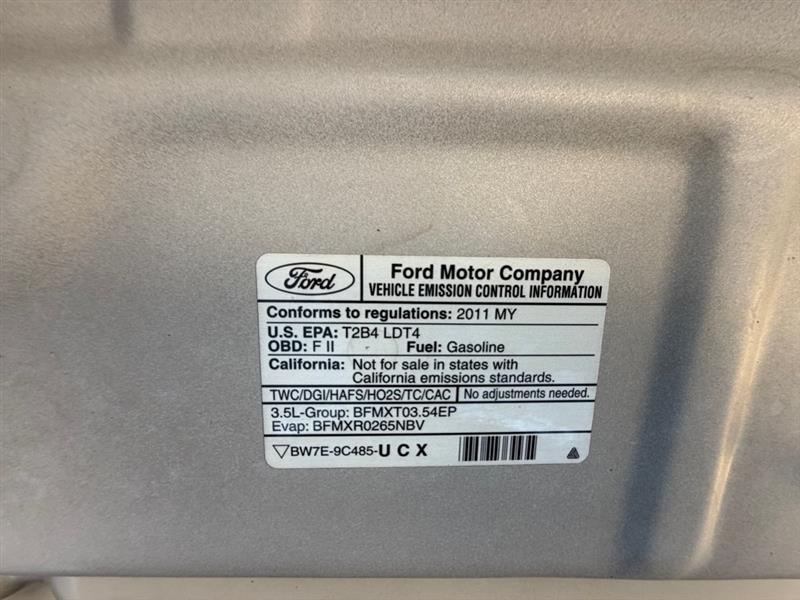 Ford
Ford Motor Company
VEHICLE EMISSION CONTROL INFORMATION
Conforms to regulations: 2011 MY
U.S. EPA: T2B4 LDT4
OBD: F II - Fuel: Gasoline
California: Not for sale in states with
California emissions standards.
TWC/DGI/HAFS/HO2S/TC/CAC No adjustments needed.
3.5L-Group: BFMXT03.54EP
Evap: BFMXR0265NBV
BW7E-9C485-U C X